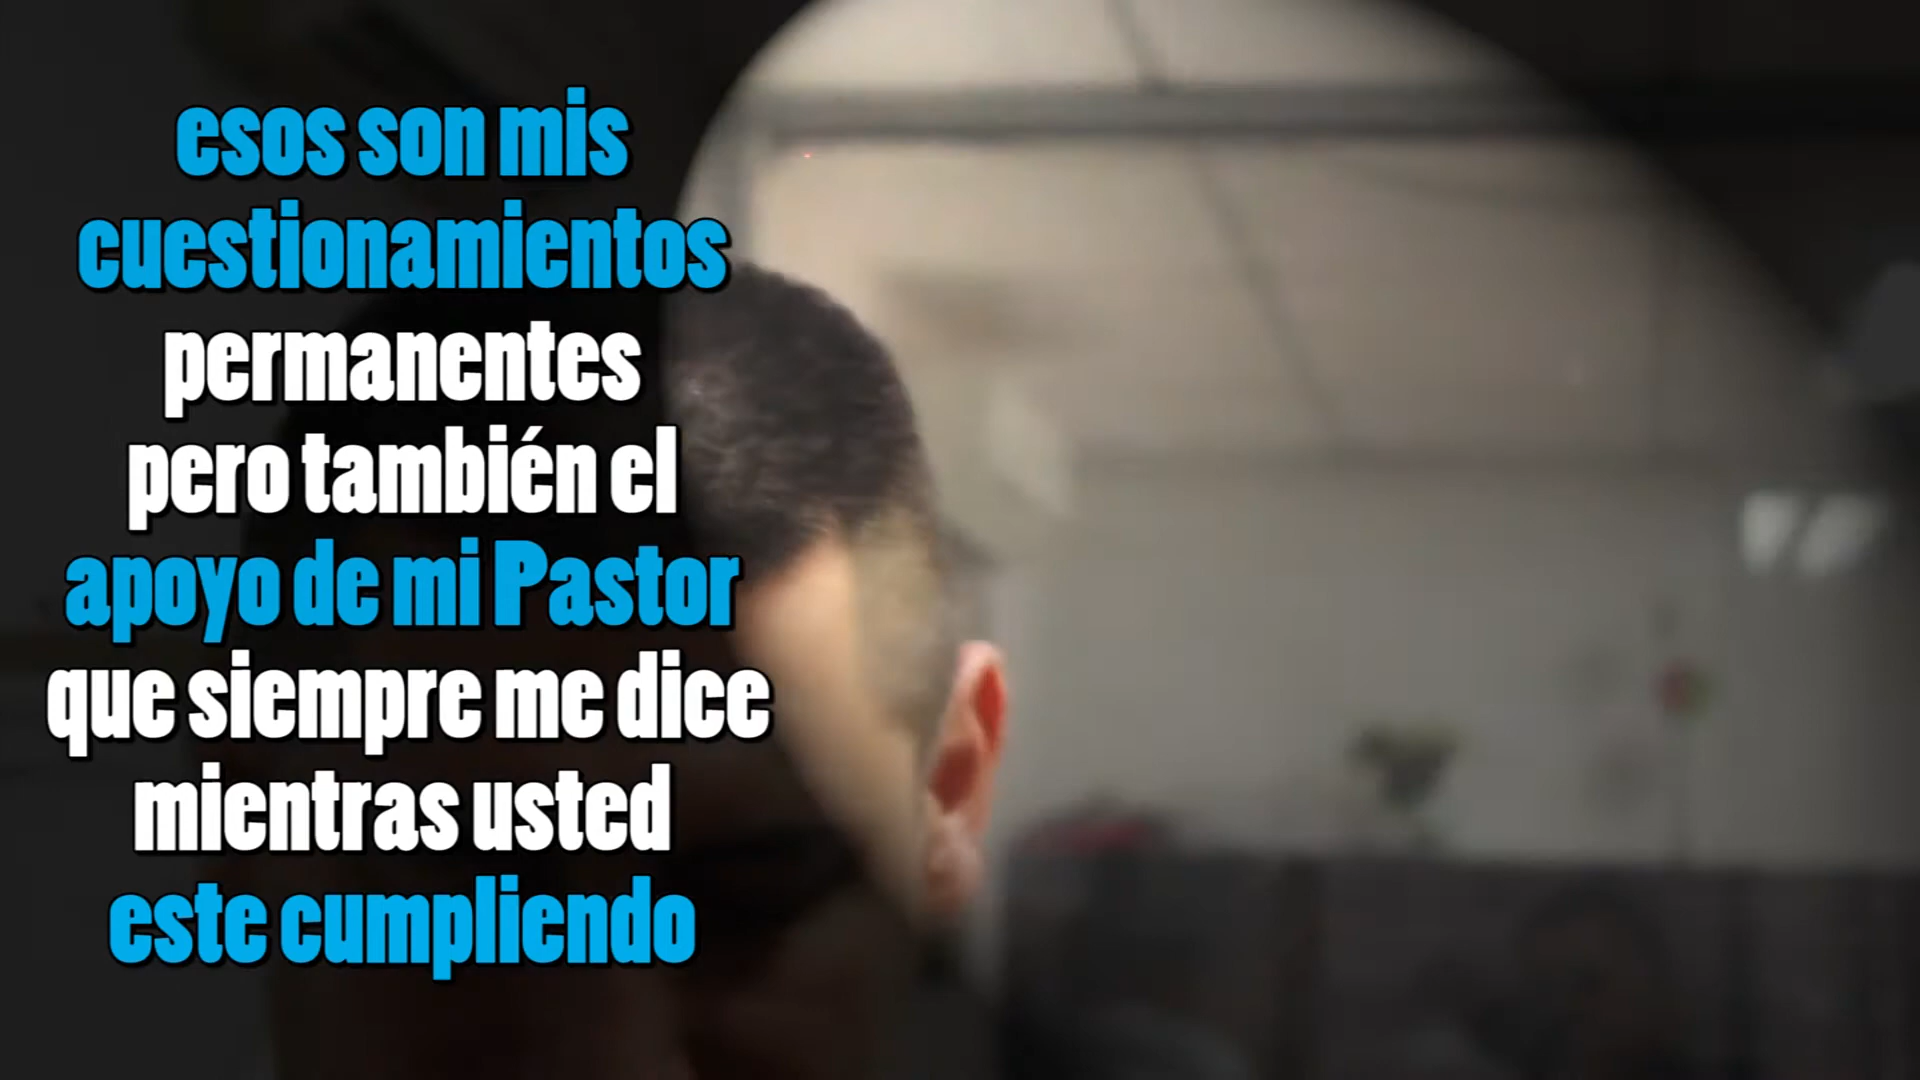 esos son mis
cuestionamientos
permanentes
pero también el
apoyo de mi Pastor
que siempre me dice
mientras usted
este cumpliendo